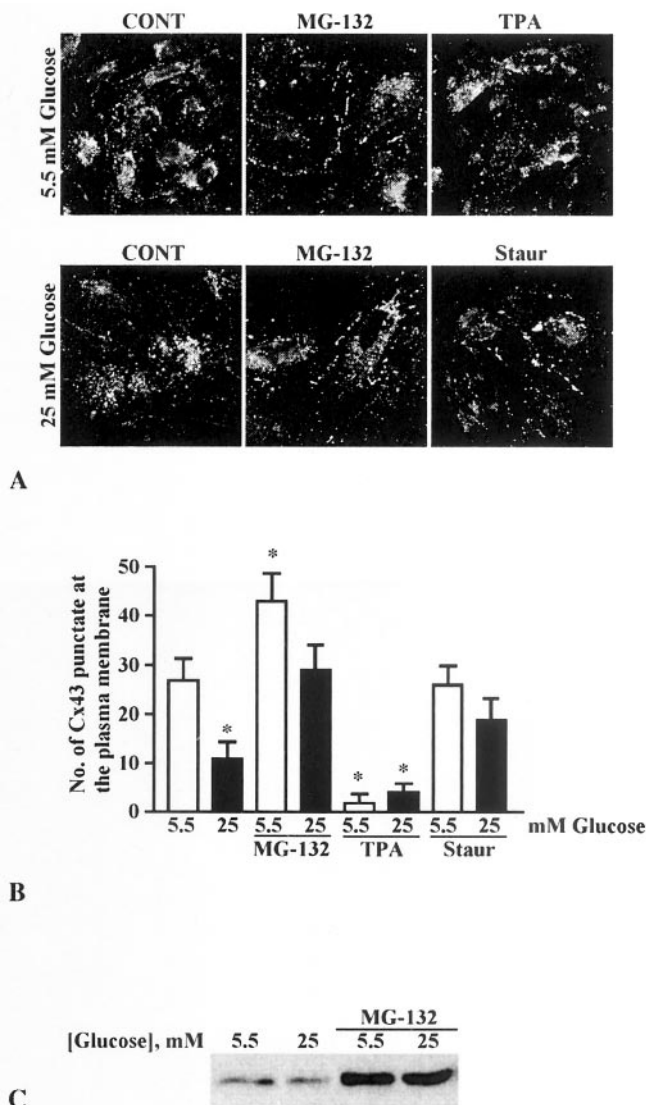 CONT MG-132 TPA
5.5 mM Glucose
CONT MG-132 Staur
25 mM Glucose
A
No. of Cx43 punctate at
the plasma membrane
50
40
30
20
10
0
* * * *
5.5 25 5.5 25 5.5 25 5.5 25 mM Glucose
MG-132 TPA Staur
B
MG-132
[Glucose], mM 5.5 25 5.5 25
C